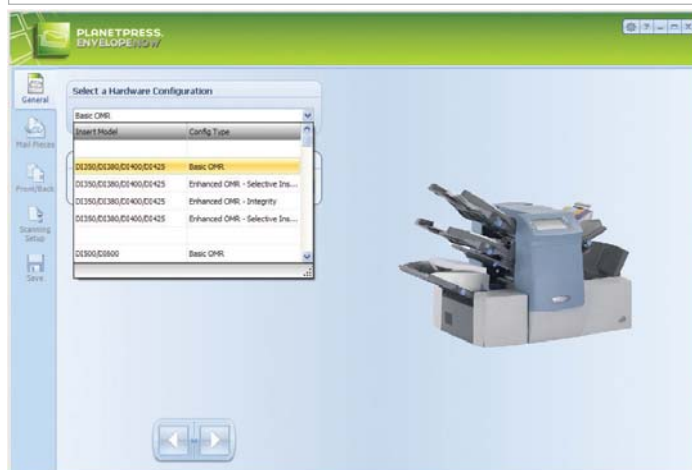 PLANETPRESS.
ENVELOPENOW
General
Select a Hardware Configuration
Basic OMR
Insert Model Config Type
Mail Pieces
DI350/DI380/DI400/DI425 Basic OMR
Front/Back
DI350/DI380/DI400/DI425 Enhanced OMR - Selective Ins...
DI350/DI380/DI400/DI425 Enhanced OMR - Integrity
DI350/DI380/DI400/DI425 Enhanced OMR - Selective Ins...
Scanning
Setup
DI500/DI600 Basic OMR
Save